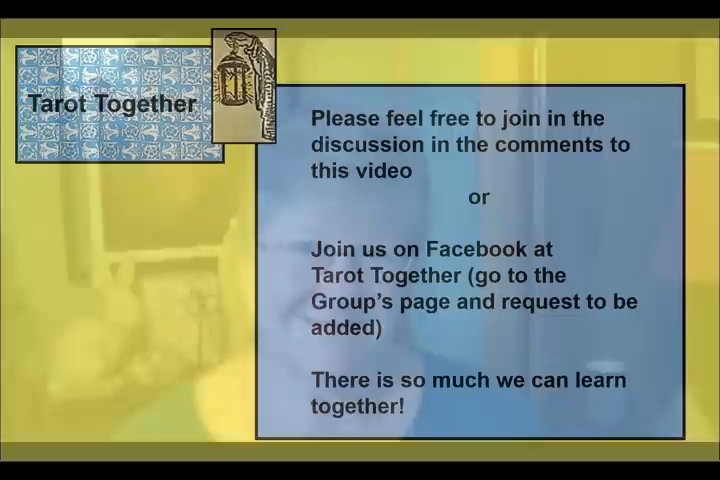 Tarot Together
Please feel free to join in the
discussion in the comments to
this video
or
Join us on Facebook at
Tarot Together (go to the
Group's page and request to be
added)
There is so much we can learn
together!